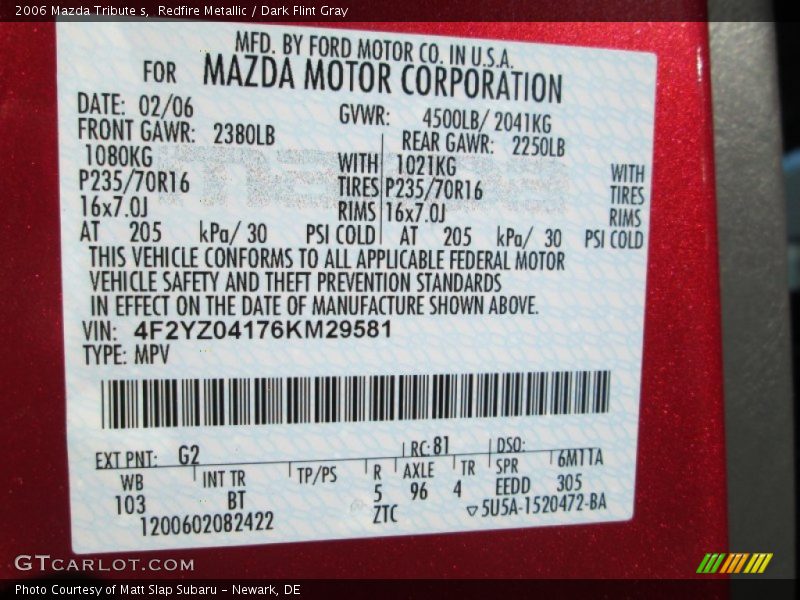 2006 Mazda Tribute s,  Redfire Metallic / Dark Flint Gray
MFD. BY FORD MOTOR CO. IN U.S.A.
FOR MAZDA MOTOR CORPORATION
DATE: 02/06 GVWR: 4500LB/ 2041KG
FRONT GAWR: 2380LB REAR GAWR: 2250LB
1080KG WITH 1021KG WITH
P235/70R16 TIRES P235/70R16 TIRES
16x7.0J RIMS 16x7.0J RIMS
AT 205 kPa/ 30 PSI COLD AT 205 kPa/ 30 PSI COLD
THIS VEHICLE CONFORMS TO ALL APPLICABLE FEDERAL MOTOR
VEHICLE SAFETY AND THEFT PREVENTION STANDARDS
IN EFFECT ON THE DATE OF MANUFACTURE SHOWN ABOVE.
VIN: 4F2YZ04176KM29581
TYPE: MPV
EXT PNT: G2 RC: 81 DSO:
WB INT TR TP/PS R AXLE TR SPR 6M11A
103 BT 5 96 4 EEDD 305
1200602082422 ZTC ▽5U5A-1520472-BA
GTCARLOT.COM
Photo Courtesy of Matt Slap Subaru - Newark, DE